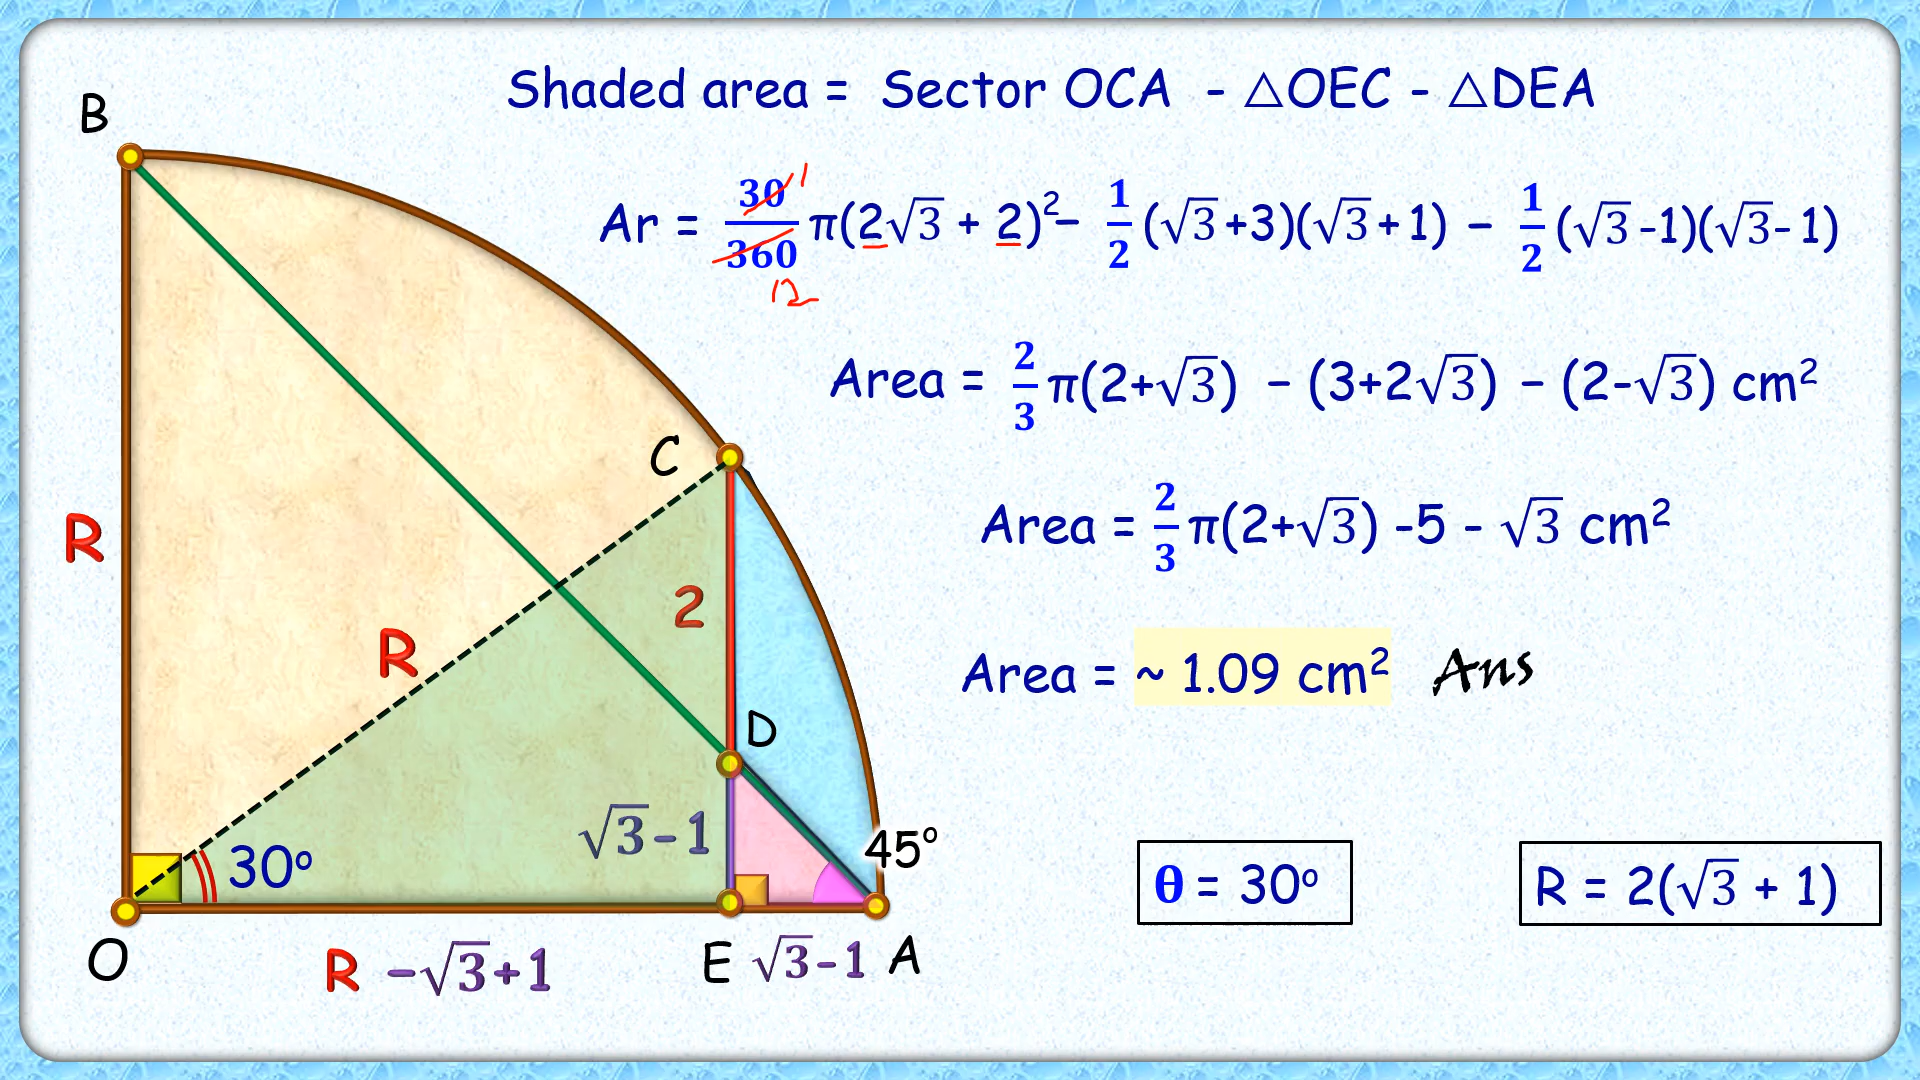 Shaded area = Sector OCA - △OEC - △DEA
B
Ar = 30/360 π(2√3 + 2)² − 1/2 (√3+3)(√3+1) − 1/2 (√3-1)(√3-1)
1
12
Area = 2/3 π(2+√3) − (3+2√3) − (2-√3) cm²
C
R
Area = 2/3 π(2+√3) -5 - √3 cm²
2
R
Area = ~ 1.09 cm² Ans
D
√3-1
45°
30°
θ = 30°
R = 2(√3 + 1)
O
R −√3+1
E
√3-1
A